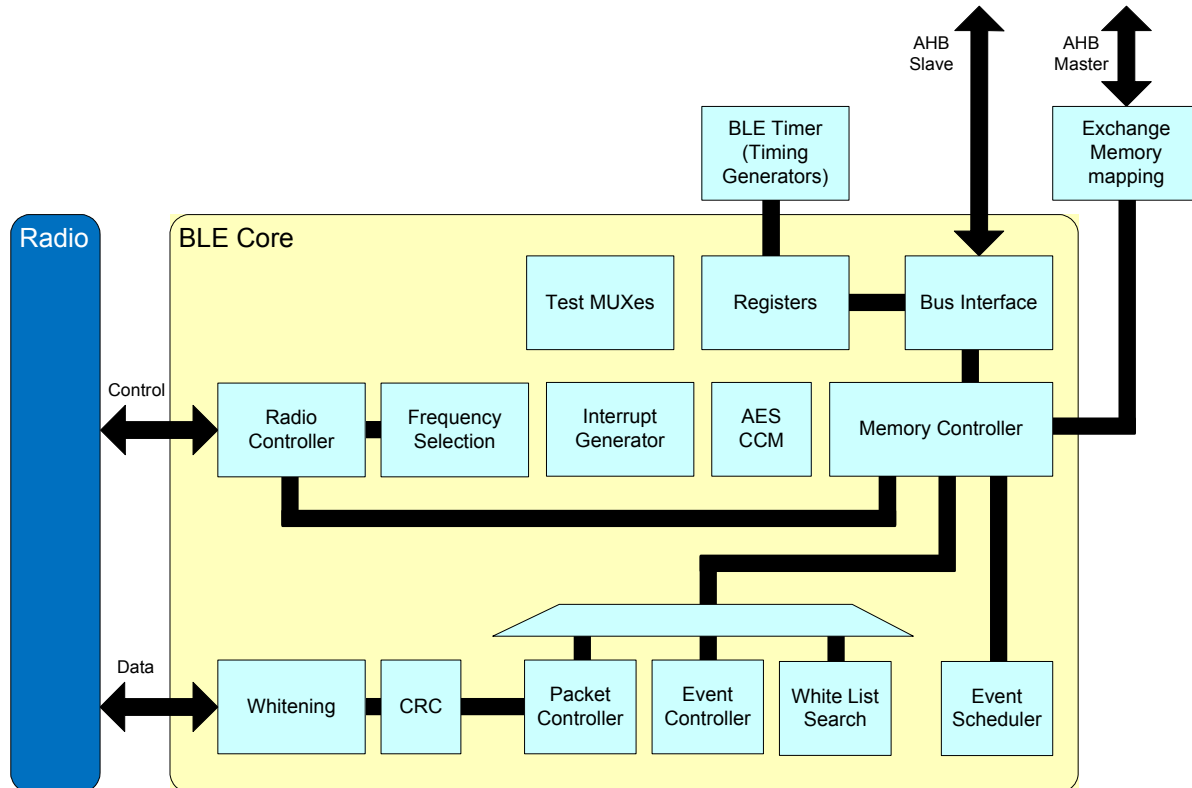 AHB
Slave
AHB
Master
BLE Timer
(Timing
Generators)
Exchange
Memory
mapping
Radio
BLE Core
Test MUXes
Registers
Bus Interface
Control
Radio
Controller
Frequency
Selection
Interrupt
Generator
AES
CCM
Memory Controller
Data
Whitening
CRC
Packet
Controller
Event
Controller
White List
Search
Event
Scheduler